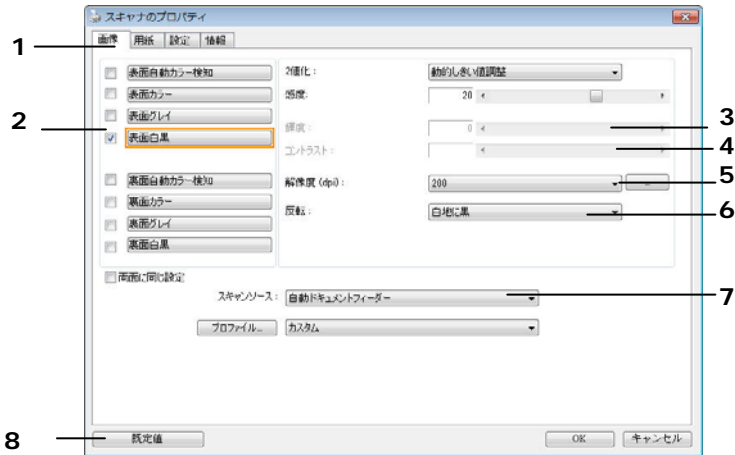 スキャナのプロパティ
画像 用紙 設定 情報
1
表面自動カラー検知
2値化： 動的しきい値調整
表面カラー
感度: 20
表面グレイ
2
表面白黒
輝度： 0
3
コントラスト：
4
裏面自動カラー検知
解像度 (dpi)： 200 ...
5
裏面カラー
反転： 白地に黒
6
裏面グレイ
裏面白黒
両面に同じ設定
スキャンソース： 自動ドキュメントフィーダー
7
プロファイル... カスタム
8
既定値 OK キャンセル